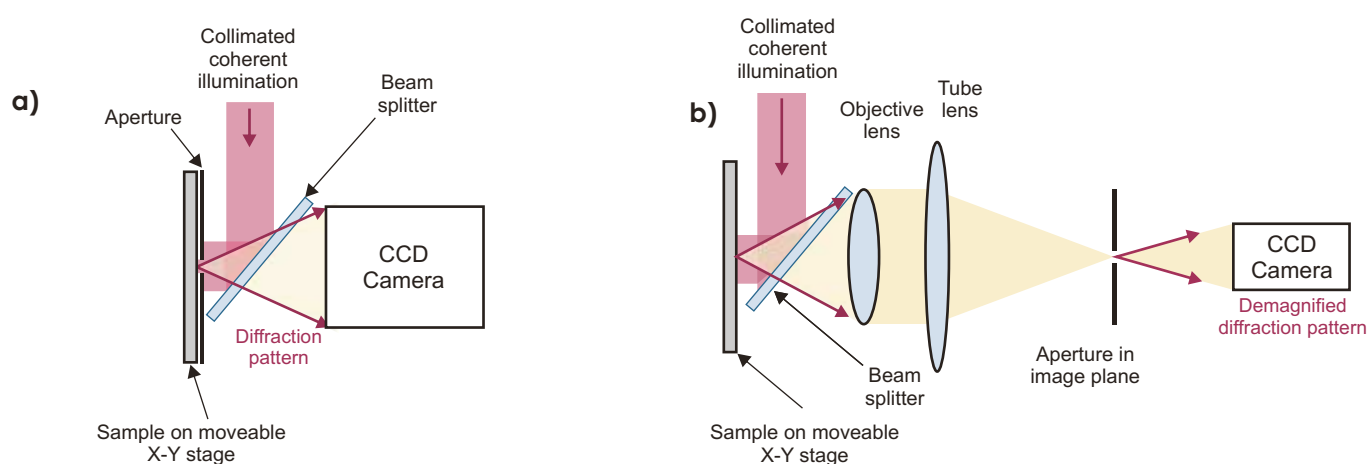 a)
Collimated
coherent
illumination
Beam
splitter
Aperture
CCD
Camera
Diffraction
pattern
Sample on moveable
X-Y stage
b)
Collimated
coherent
illumination
Objective
lens
Tube
lens
CCD
Camera
Demagnified
diffraction pattern
Aperture in
image plane
Beam
splitter
Sample on moveable
X-Y stage